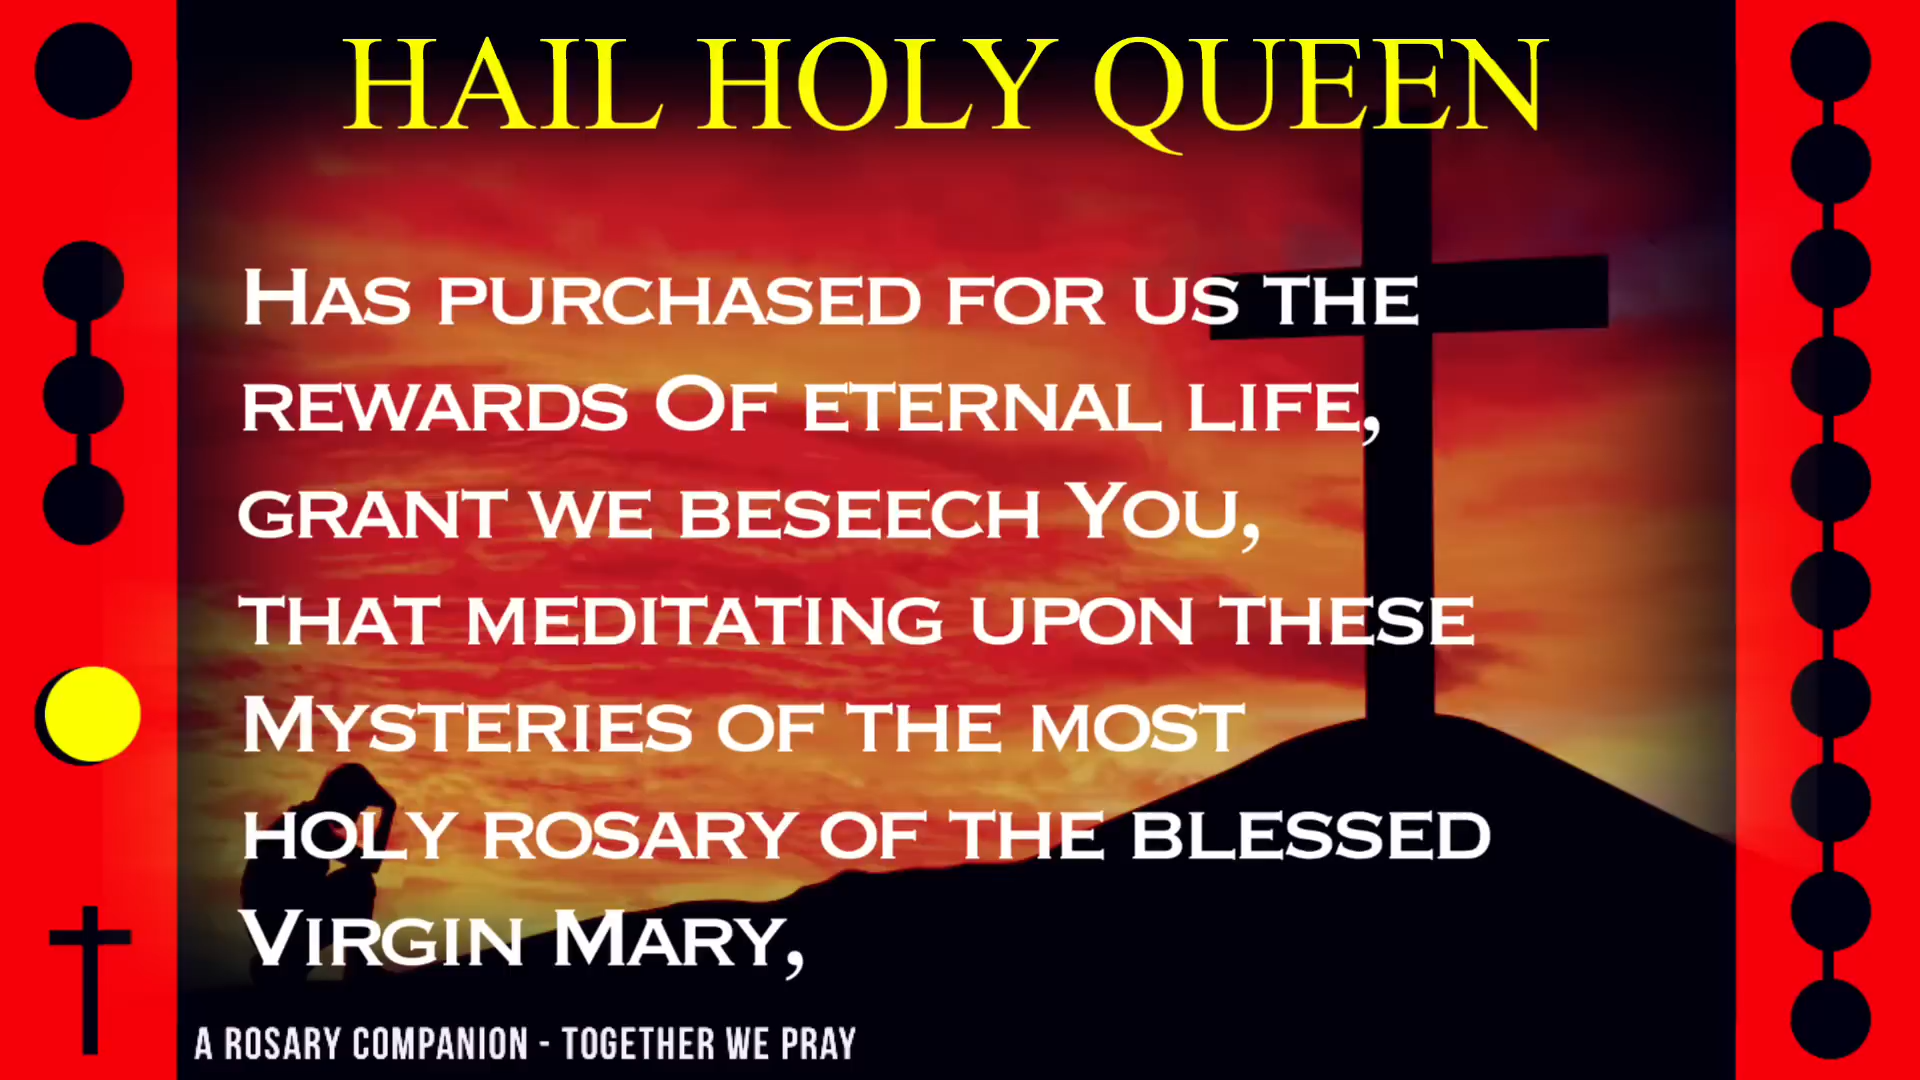 HAIL HOLY QUEEN
HAS PURCHASED FOR US THE
REWARDS OF ETERNAL LIFE,
GRANT WE BESEECH YOU,
THAT MEDITATING UPON THESE
MYSTERIES OF THE MOST
HOLY ROSARY OF THE BLESSED
VIRGIN MARY,
A ROSARY COMPANION - TOGETHER WE PRAY